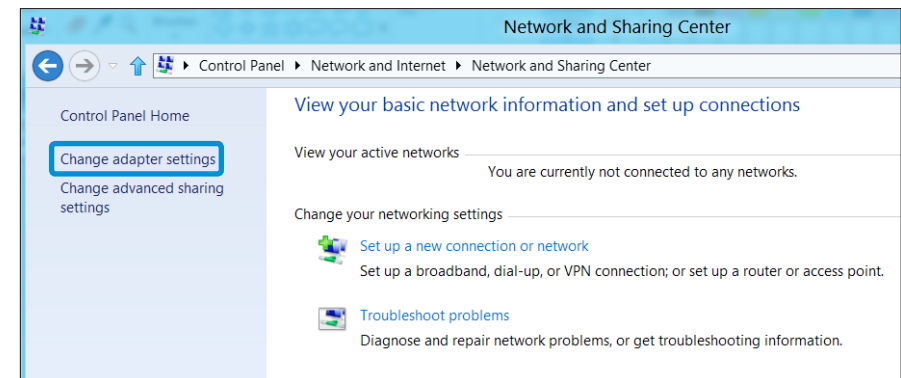 Network and Sharing Center
Control Panel Network and Internet Network and Sharing Center
Control Panel Home
Change adapter settings
Change advanced sharing
settings
View your basic network information and set up connections
View your active networks
You are currently not connected to any networks.
Change your networking settings
Set up a new connection or network
Set up a broadband, dial-up, or VPN connection; or set up a router or access point.
Troubleshoot problems
Diagnose and repair network problems, or get troubleshooting information.